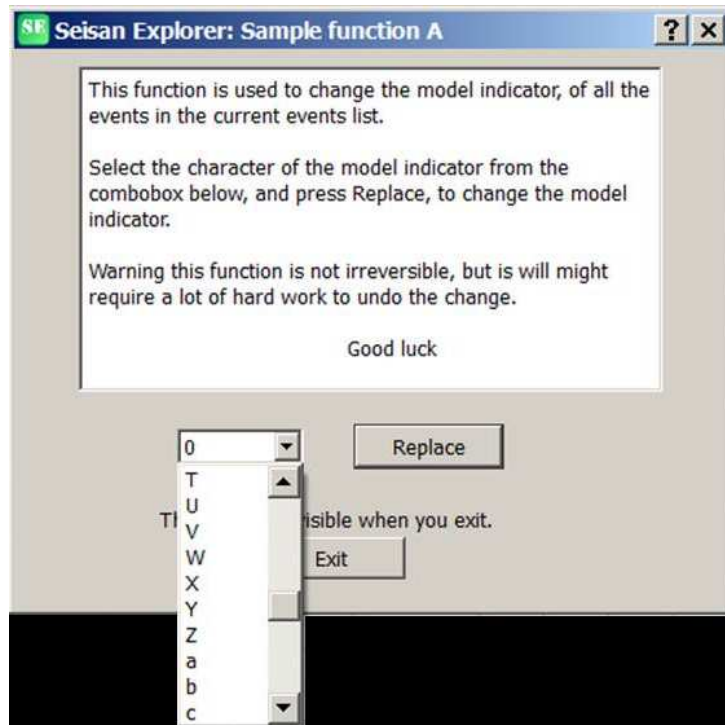 SE Seisan Explorer: Sample function A ? ×
This function is used to change the model indicator, of all the
events in the current events list.
Select the character of the model indicator from the
combobox below, and press Replace, to change the model
indicator.
Warning this function is not irreversible, but is will might
require a lot of hard work to undo the change.
Good luck
0 Replace
T
U
Th isible when you exit.
V
W
Exit
X
Y
Z
a
b
c